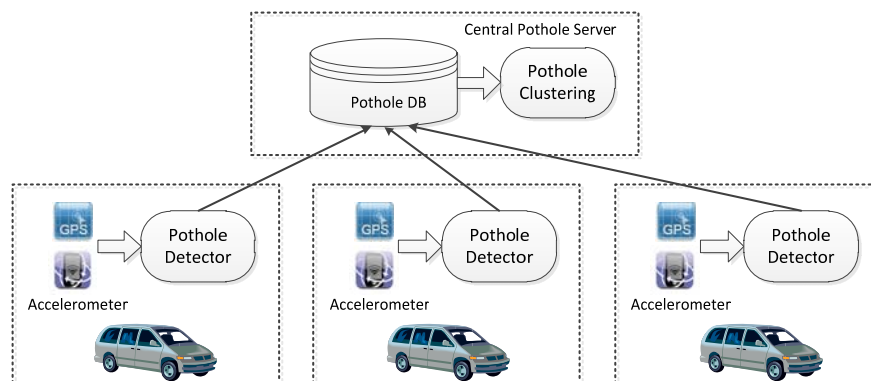 Central Pothole Server
Pothole DB
Pothole
Clustering
GPS
Pothole
Detector
Accelerometer
GPS
Pothole
Detector
Accelerometer
GPS
Pothole
Detector
Accelerometer